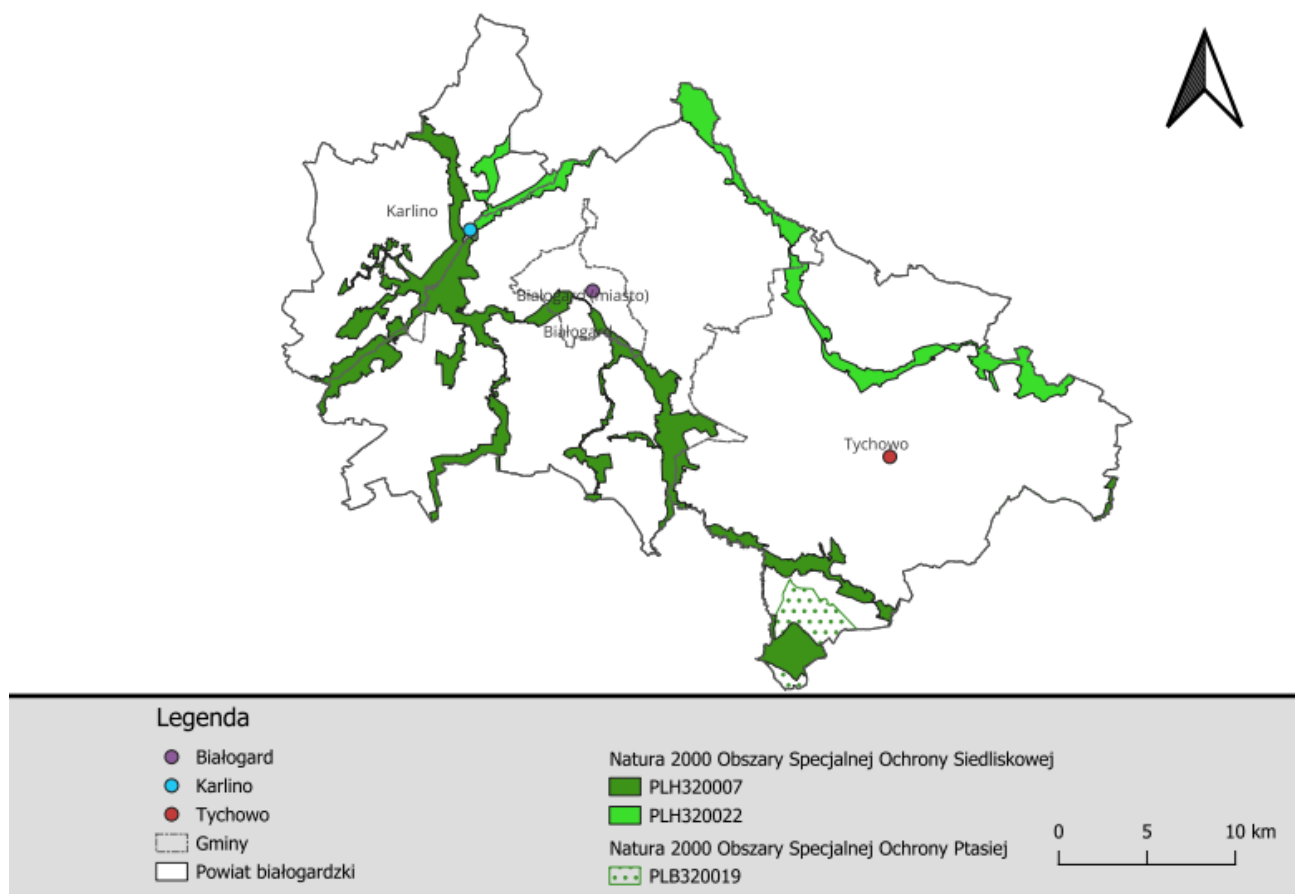 Karlino
Białogard (miasto)
Białogard
Tychowo
Legenda
Białogard
Karlino
Tychowo
Gminy
Powiat białogardzki
Natura 2000 Obszary Specjalnej Ochrony Siedliskowej
PLH320007
PLH320022
Natura 2000 Obszary Specjalnej Ochrony Ptasiej
PLB320019
0 5 10 km